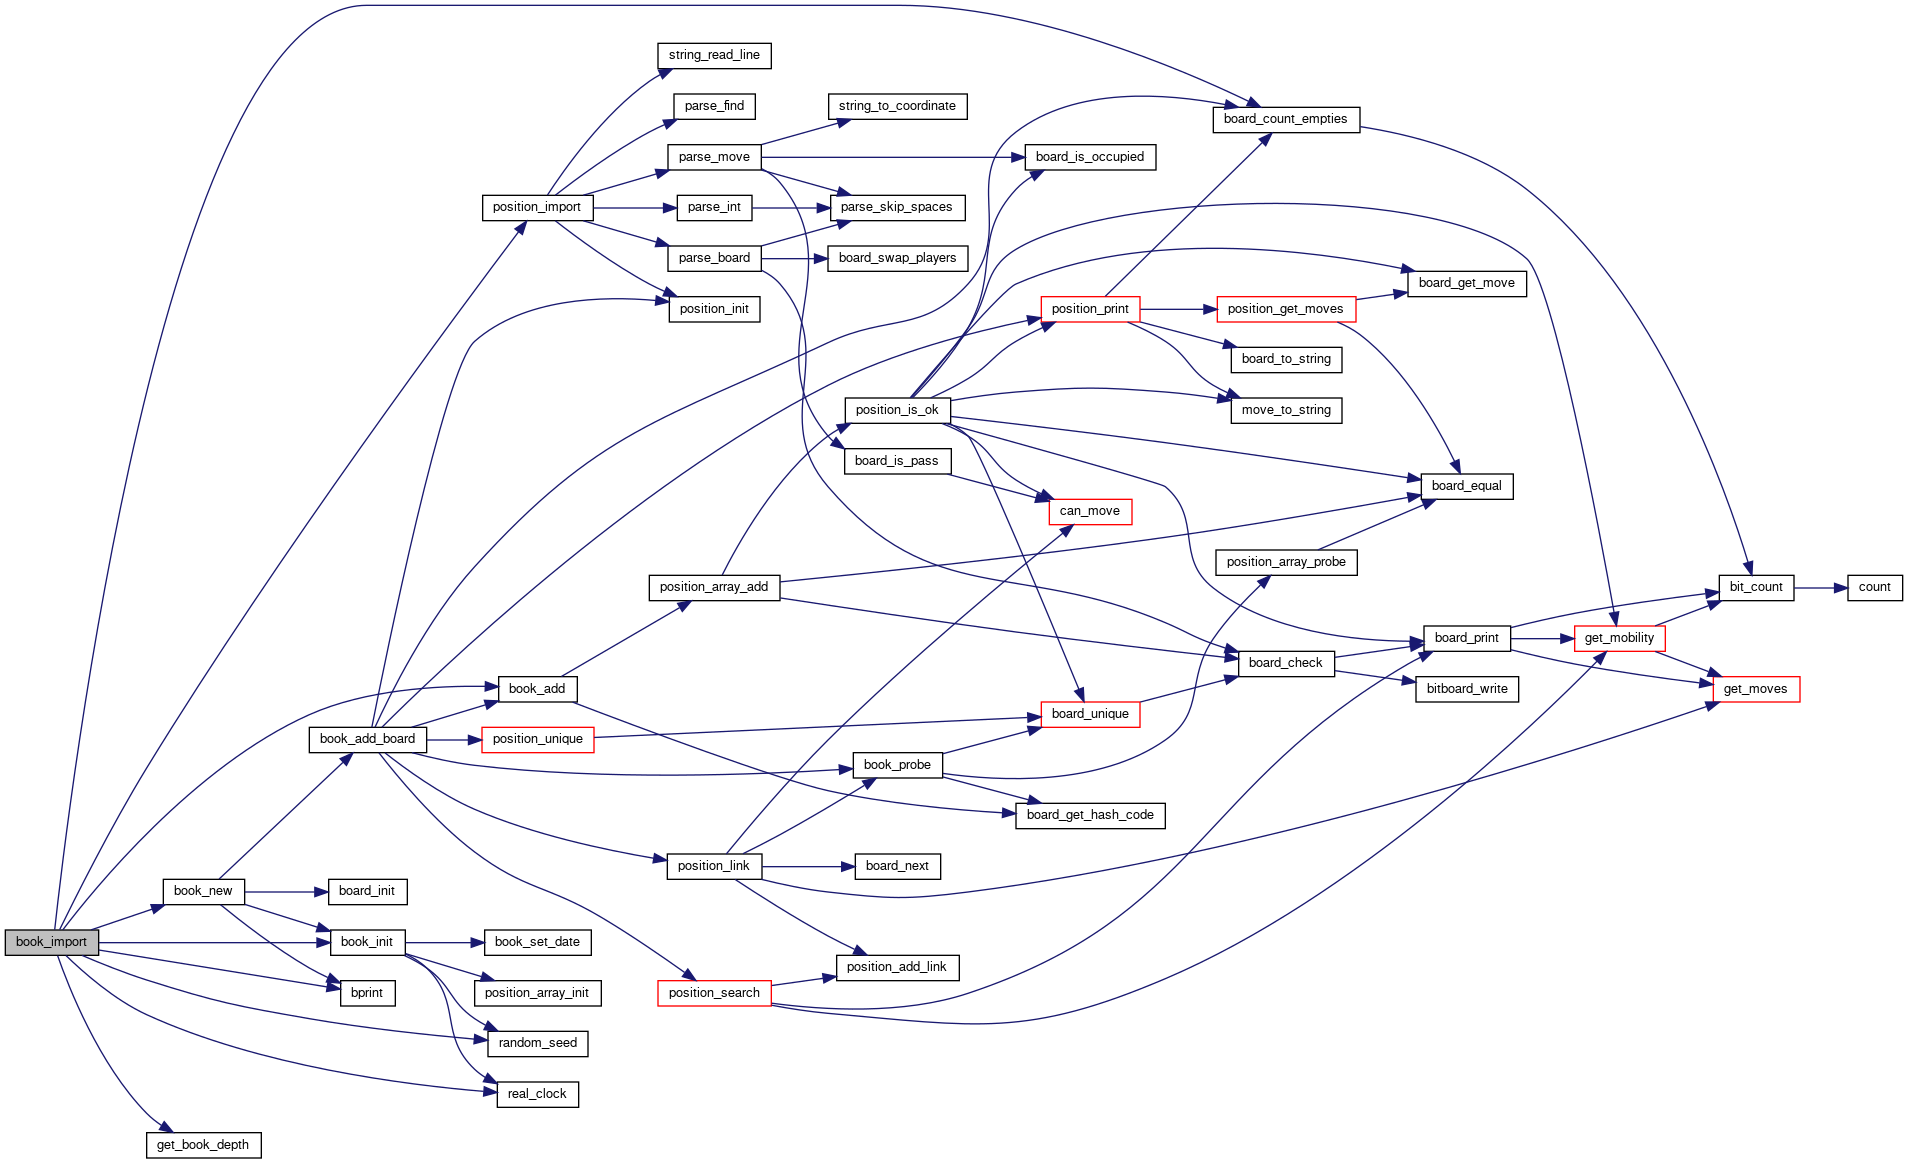 string_read_line
parse_find
string_to_coordinate
board_count_empties
parse_move
board_is_occupied
position_import
parse_int
parse_skip_spaces
parse_board
board_swap_players
board_get_move
position_init
position_print
position_get_moves
board_to_string
position_is_ok
move_to_string
board_is_pass
board_equal
can_move
position_array_probe
position_array_add
bit_count
count
board_print
get_mobility
board_check
book_add
bitboard_write
get_moves
board_unique
book_add_board
position_unique
book_probe
board_get_hash_code
position_link
board_next
book_new
board_init
book_import
book_init
book_set_date
position_add_link
bprint
position_array_init
position_search
random_seed
real_clock
get_book_depth